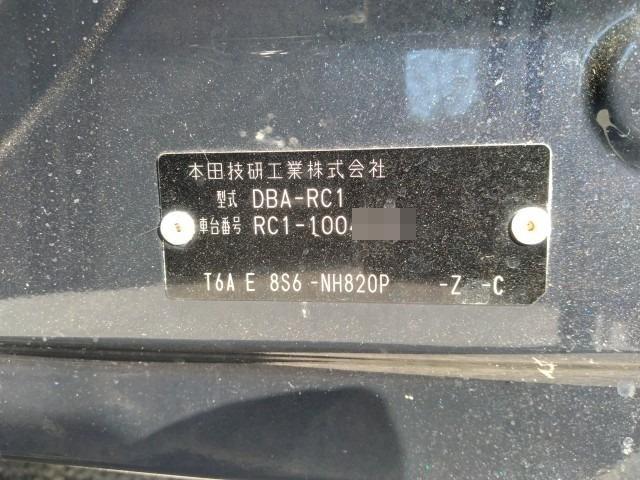 本田技研工業株式会社
型式 DBA-RC1
車台番号 RC1-100
T6A E 8S6 -NH820P -Z -C